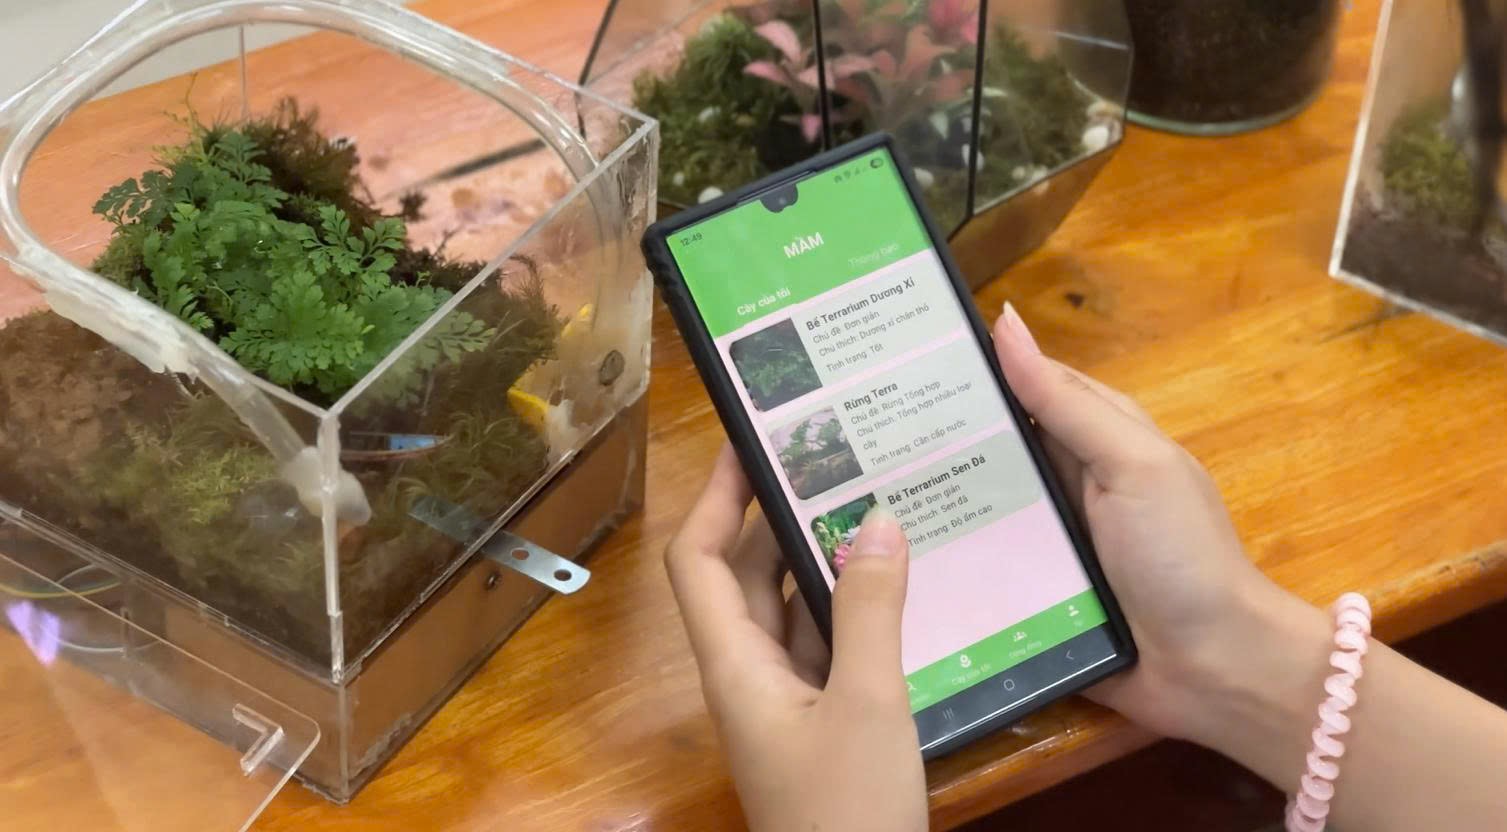 12:49
MẦM
Cây của tôi
Thông báo
Bể Terrarium Dương Xỉ
Chủ đề: Đơn giản
Chú thích: Dương xỉ chân thỏ
Tình trạng: Tốt
Rừng Terra
Chủ đề: Rừng Tổng hợp
Chú thích: Tổng hợp nhiều loại
cây
Tình trạng: Cần cấp nước
Bể Terrarium Sen Đá
Chủ đề: Đơn giản
Chú thích: Sen đá
Tình trạng: Độ ẩm cao
Cây của tôi
Cộng đồng